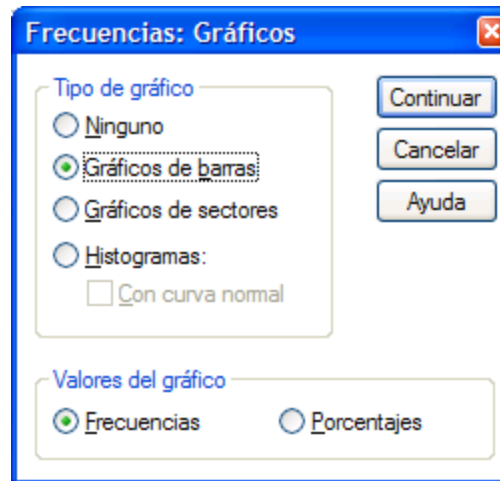 Frecuencias: Gráficos
Tipo de gráfico
Ninguno
Gráficos de barras
Gráficos de sectores
Histogramas:
Con curva normal
Continuar
Cancelar
Ayuda
Valores del gráfico
Frecuencias
Porcentajes